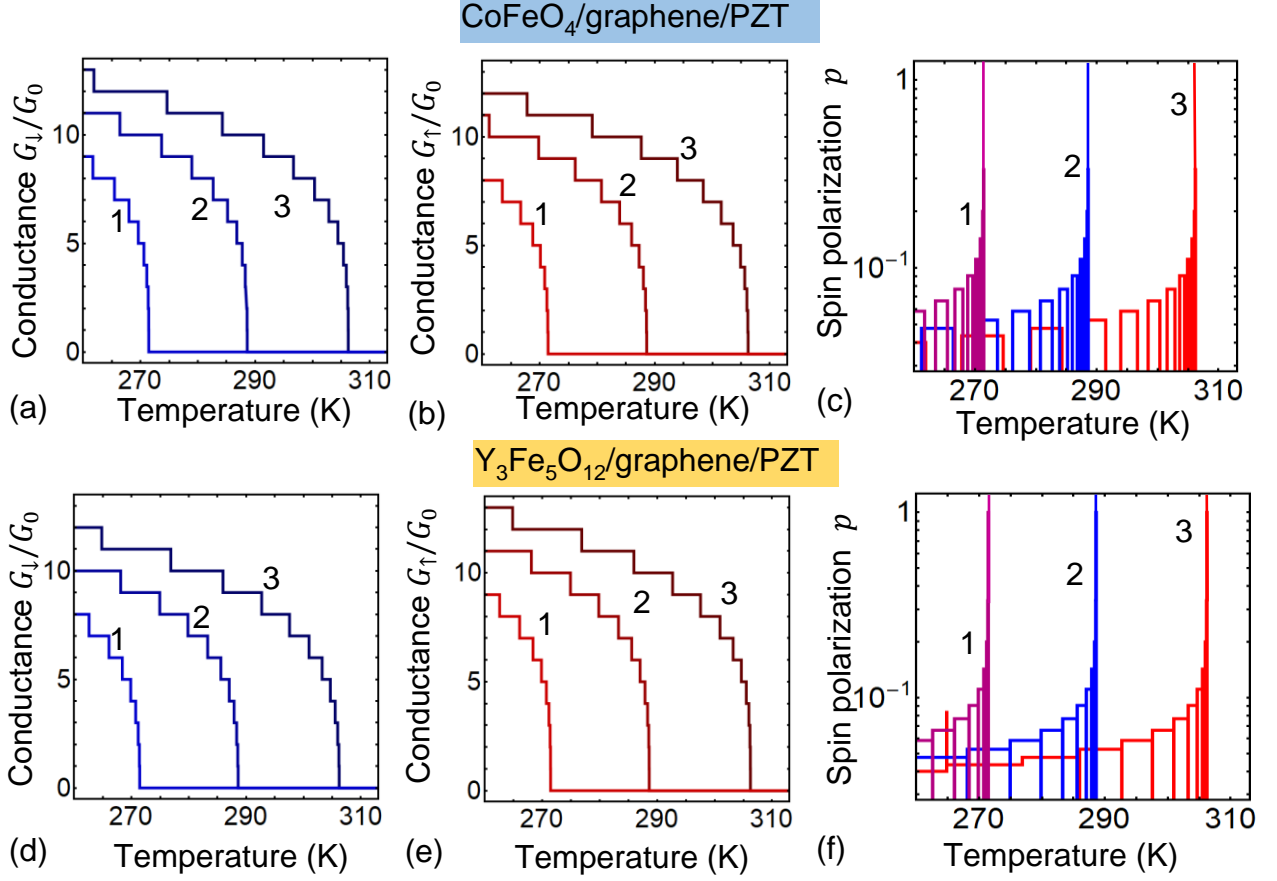 CoFeO₄/graphene/PZT
Conductance G↓/G₀
10
5
0
1
2
3
270
290
310
(a)
Temperature (K)
Conductance G↑/G₀
10
5
0
1
2
3
270
290
310
(b)
Temperature (K)
Spin polarization p
1
10⁻¹
1
2
3
270
290
310
(c)
Temperature (K)
Y₃Fe₅O₁₂/graphene/PZT
Conductance G↓/G₀
10
5
0
1
2
3
270
290
310
(d)
Temperature (K)
Conductance G↑/G₀
10
5
0
1
2
3
270
290
310
(e)
Temperature (K)
Spin polarization p
1
10⁻¹
1
2
3
270
290
310
(f)
Temperature (K)